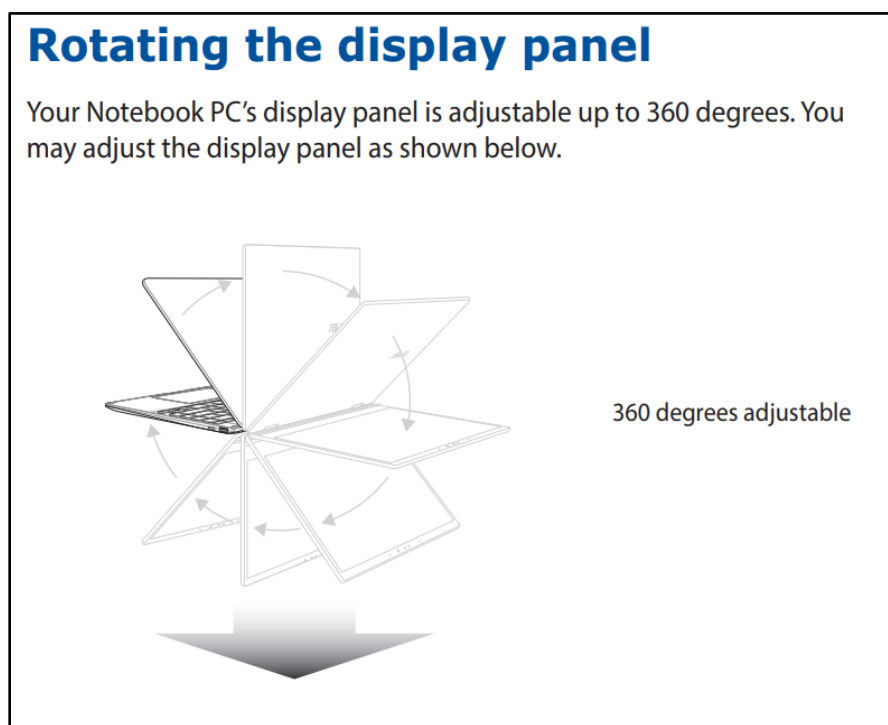 Rotating the display panel
Your Notebook PC’s display panel is adjustable up to 360 degrees. You
may adjust the display panel as shown below.
360 degrees adjustable